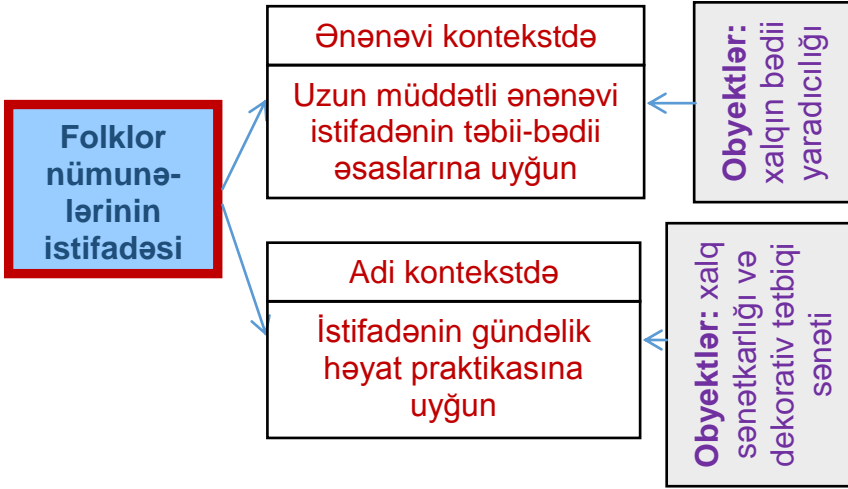 Folklor
nümunə-
lərinin
istifadəsi
Ənənəvi kontekstdə
Uzun müddətli ənənəvi
istifadənin təbii-bədii
əsaslarına uyğun
Obyektlər:
xalqın bədii
yaradıcılığı
Adi kontekstdə
İstifadənin gündəlik
həyat praktikasına
uyğun
Obyektlər: xalq
sənətkarlığı və
dekorativ tətbiqi
sənəti